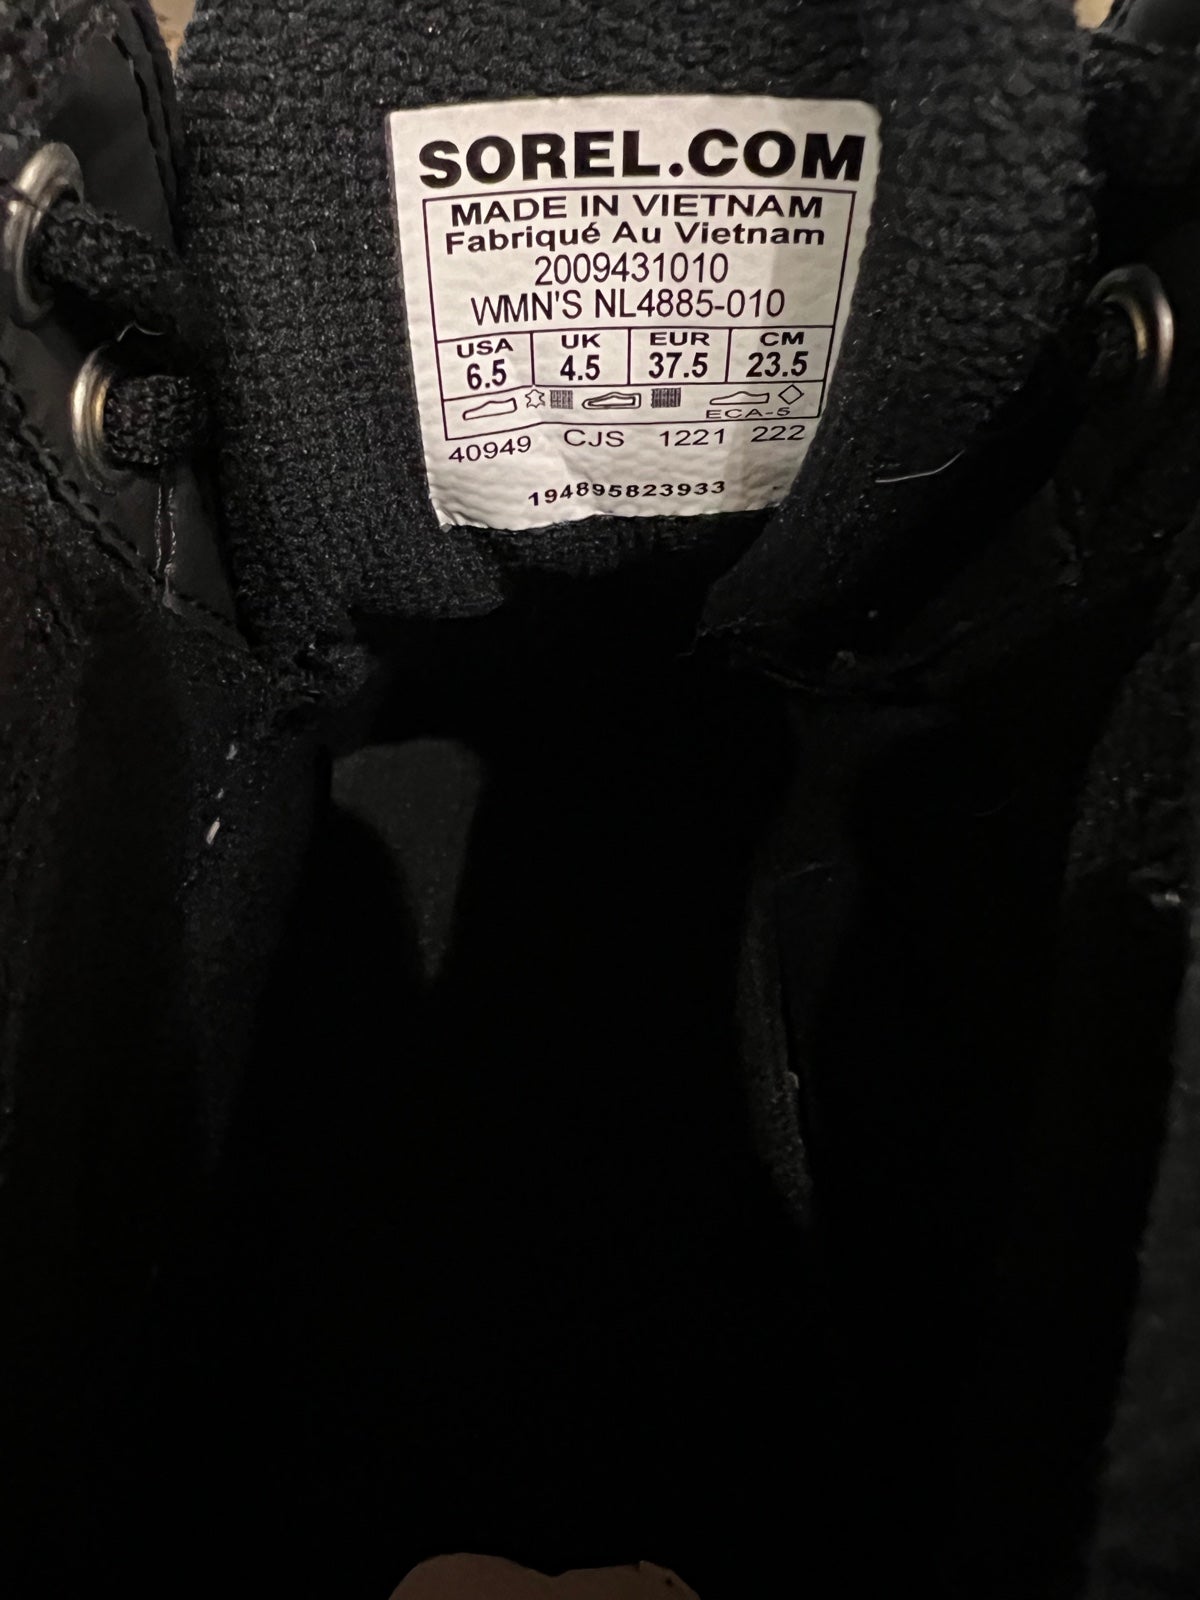 SOREL.COM
MADE IN VIETNAM
Fabriqué Au Vietnam
2009431010
WMN'S NL4885-010
USA UK EUR CM
6.5 4.5 37.5 23.5
ECA-5
40949 CJS 1221 222
194895823933